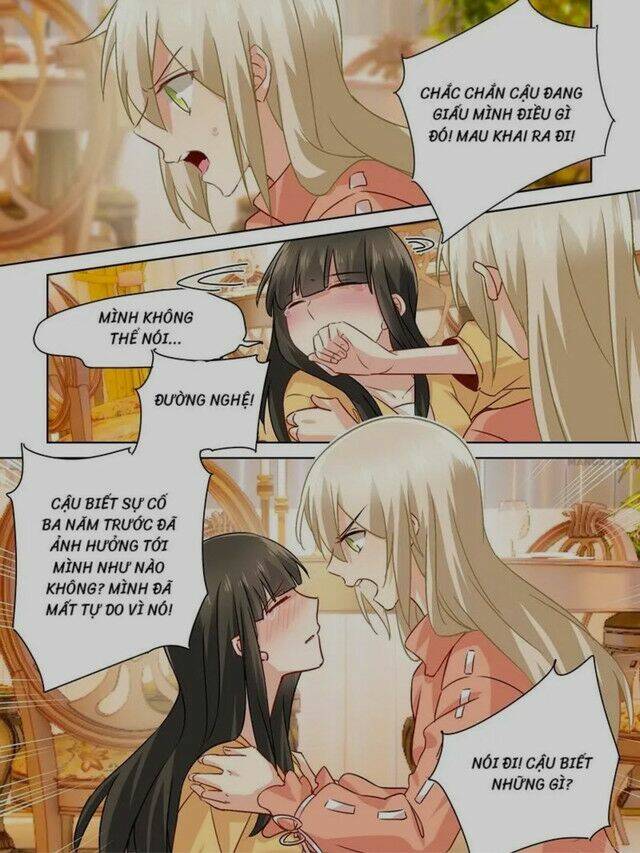 CHẮC CHẮN CẬU ĐANG
GIẤU MÌNH ĐIỀU GÌ
ĐÓ! MAU KHAI RA ĐI!
MÌNH KHÔNG
THỂ NÓI...
ĐƯỜNG NGHỆ!
CẬU BIẾT SỰ CỐ
BA NĂM TRƯỚC ĐÃ
ẢNH HƯỞNG TỚI
MÌNH NHƯ NÀO
KHÔNG? MÌNH ĐÃ
MẤT TỰ DO VÌ NÓ!
NÓI ĐI! CẬU BIẾT
NHỮNG GÌ?